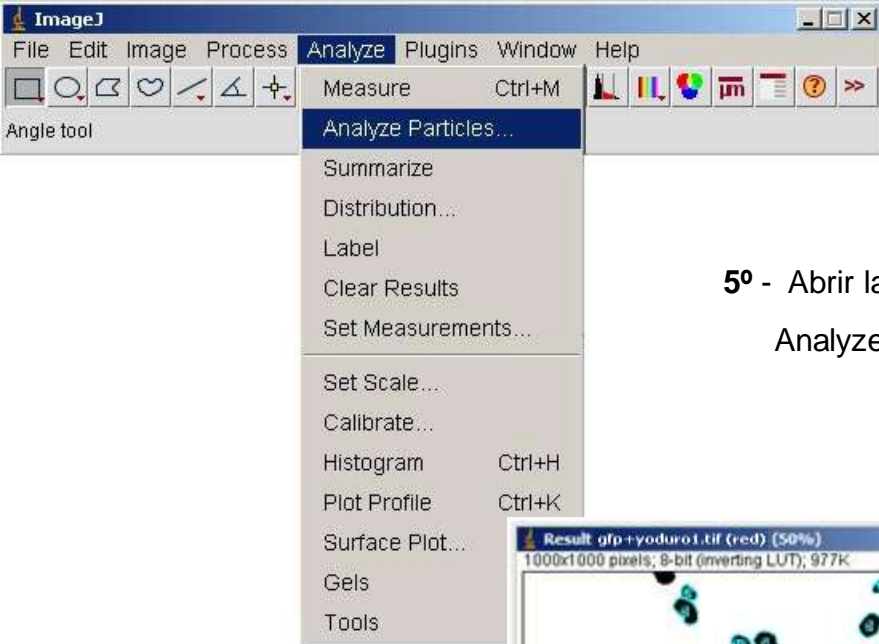 ImageJ
File Edit Image Process Analyze Plugins Window Help
µm ? >>
Angle tool
Measure Ctrl+M
Analyze Particles...
Summarize
Distribution...
Label
Clear Results
Set Measurements...
Set Scale...
Calibrate...
Histogram Ctrl+H
Plot Profile Ctrl+K
Surface Plot...
Gels
Tools
5º - Abrir la
Analyze
Result gfp+yoduro1.tif (red) (50%)
1000x1000 pixels; 8-bit (inverting LUT); 977K